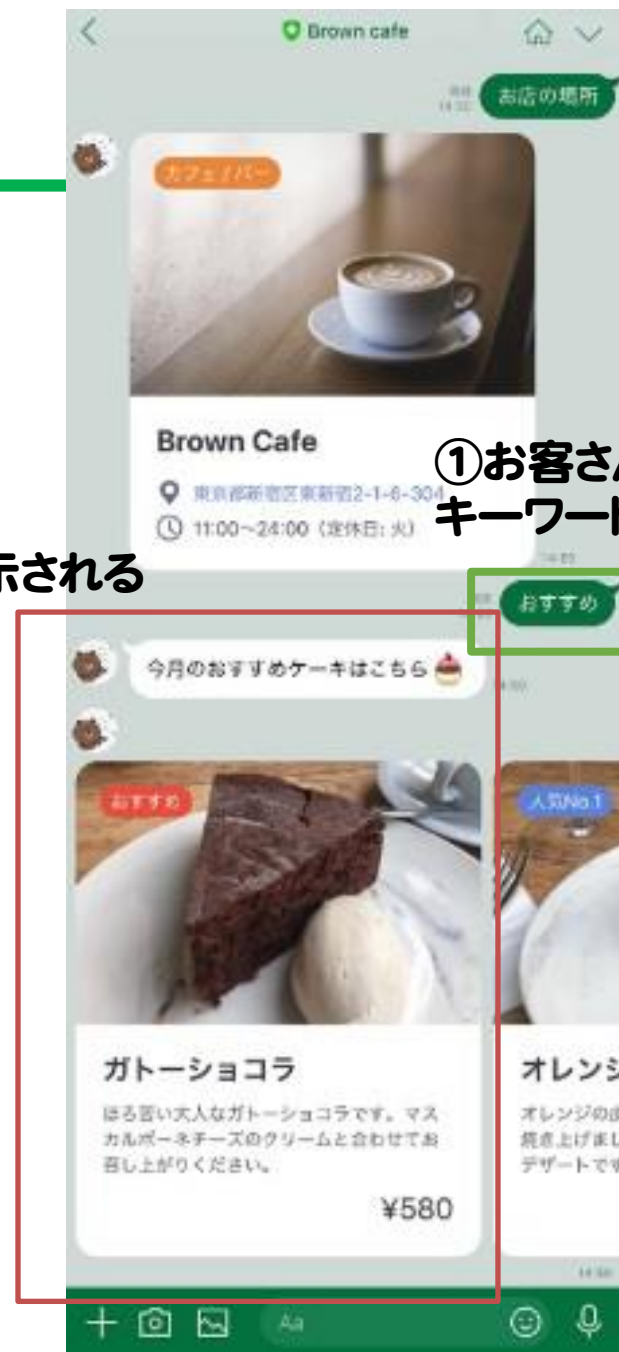 Brown cafe
お店の場所
カフェ / バー
Brown Cafe
東京都新宿区東新宿2-1-6-304
11:00~24:00（定休日: 火）
①お客さん
キーワード
示される
おすすめ
今月のおすすめケーキはこちら
おすすめ
人気No.1
ガトーショコラ
ほろ苦い大人なガトーショコラです。マス
カルポーネチーズのクリームと合わせてお
召し上がりください。
¥580
オレンジ
オレンジの
焼き上げまし
デザートです
Aa